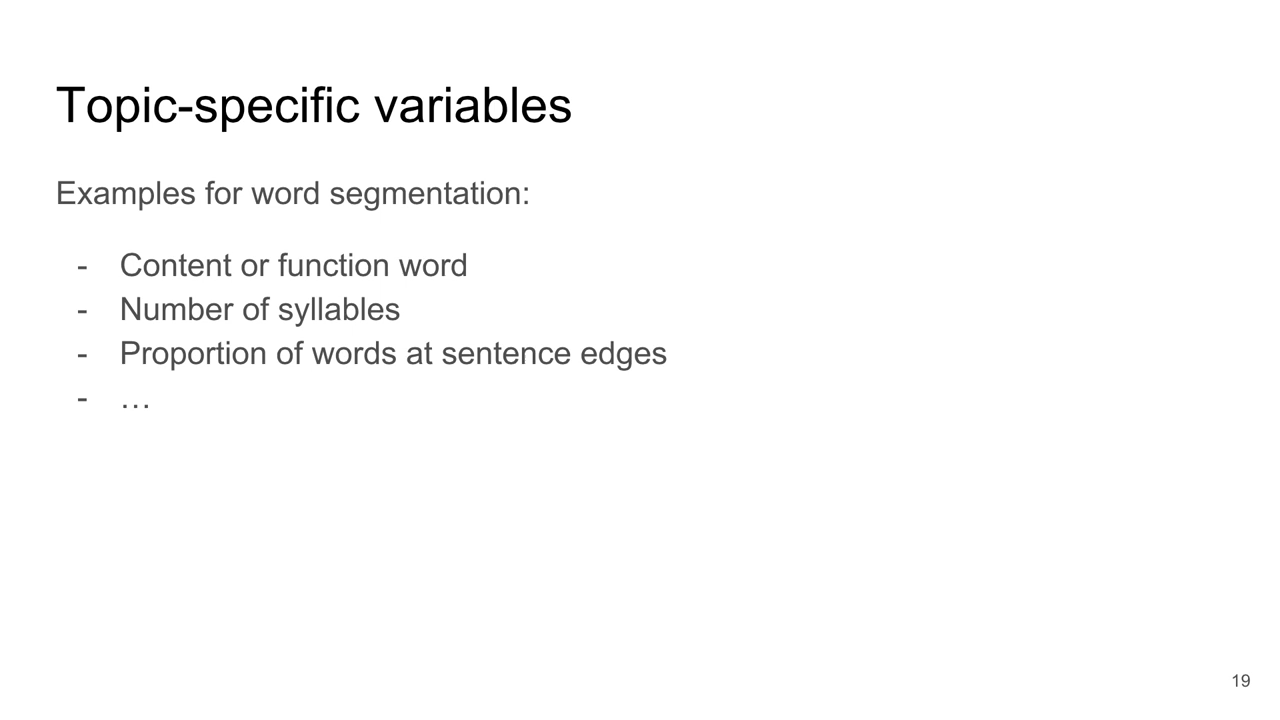 Topic-specific variables
Examples for word segmentation:
- Content or function word
- Number of syllables
- Proportion of words at sentence edges
- …
19